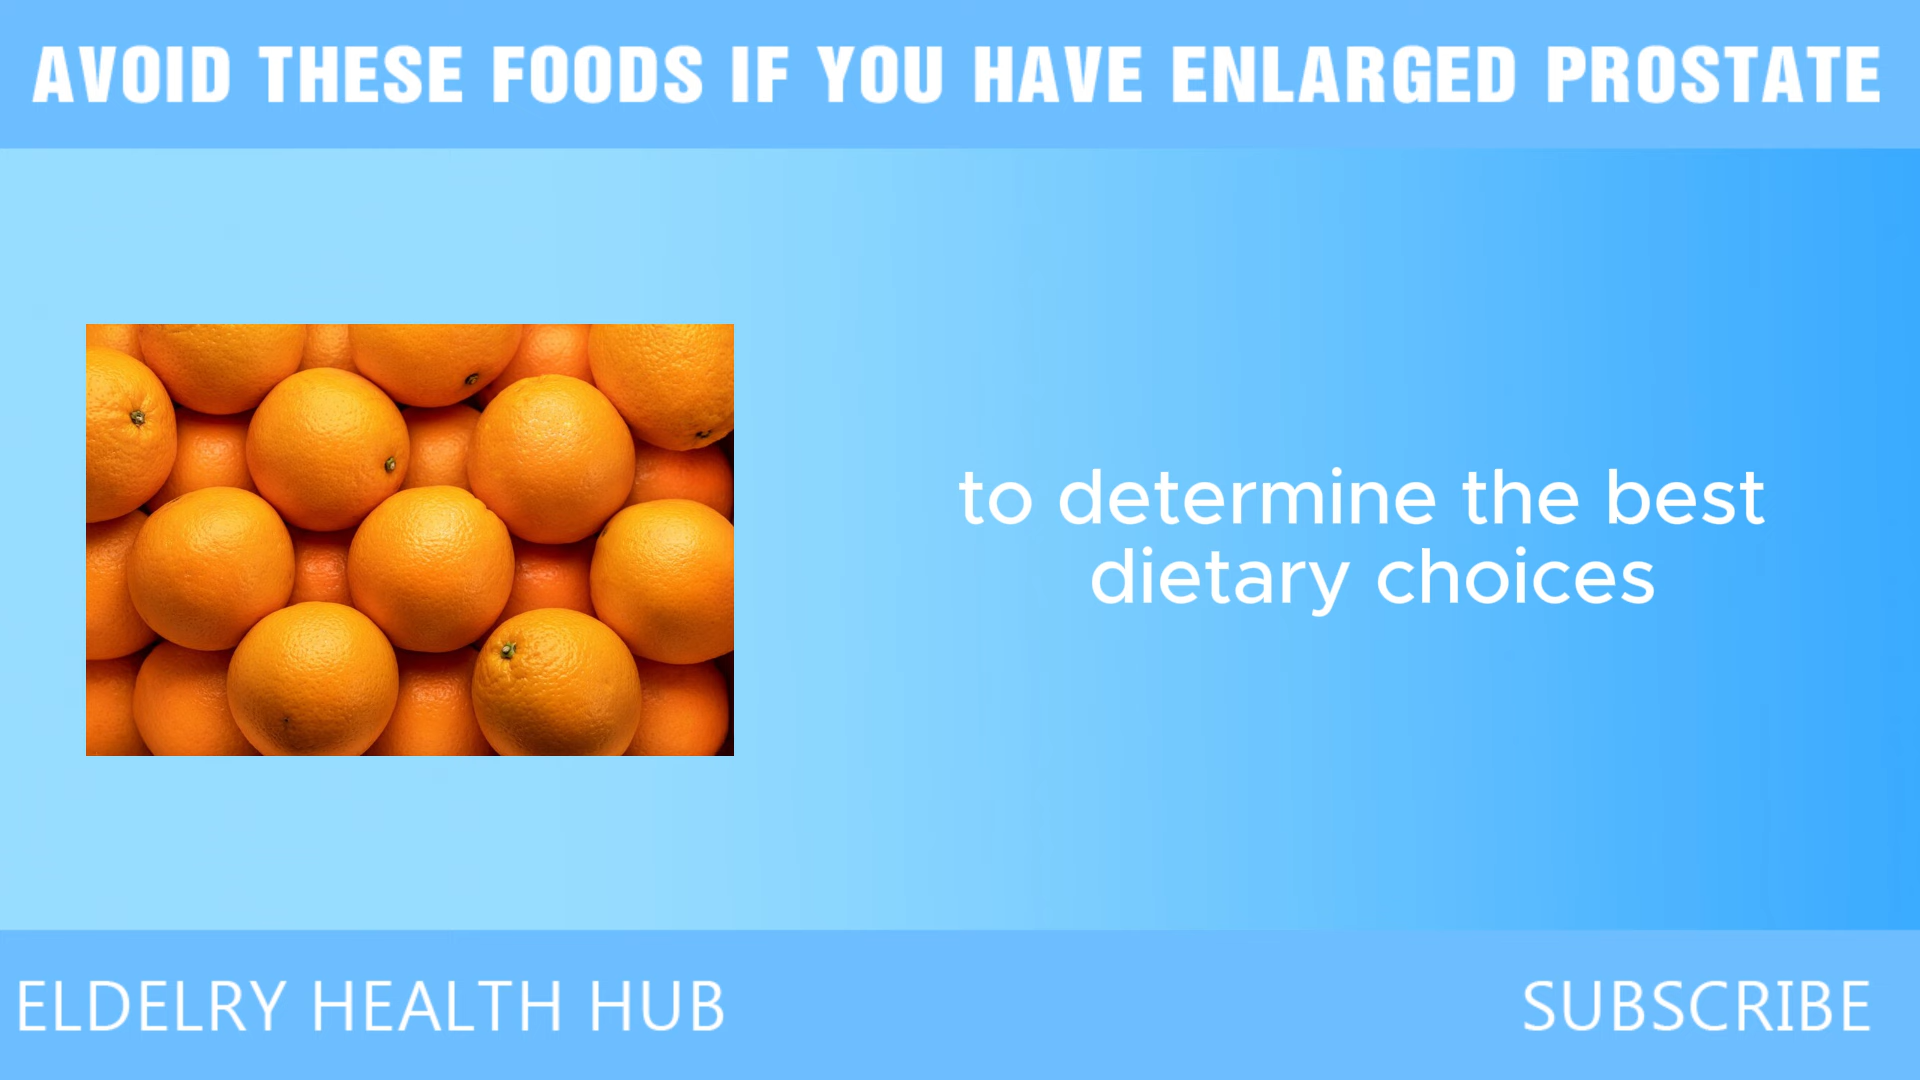 AVOID THESE FOODS IF YOU HAVE ENLARGED PROSTATE
to determine the best
dietary choices
ELDELRY HEALTH HUB
SUBSCRIBE